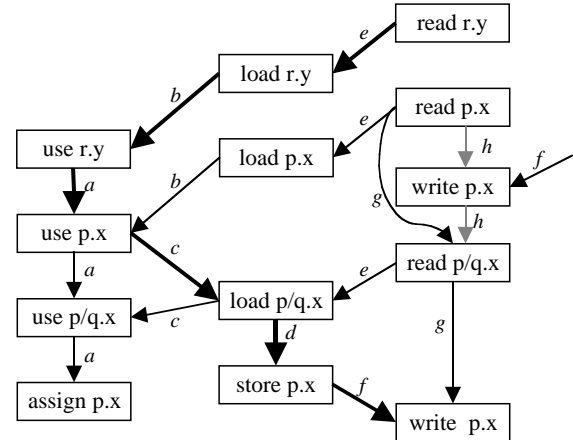 read r.y
e
load r.y
b
read p.x
e
h
use r.y
load p.x
f
a
b
write p.x
g
h
use p.x
c
read p/q.x
a
e
load p/q.x
use p/q.x
c
g
d
a
store p.x
f
assign p.x
write p.x